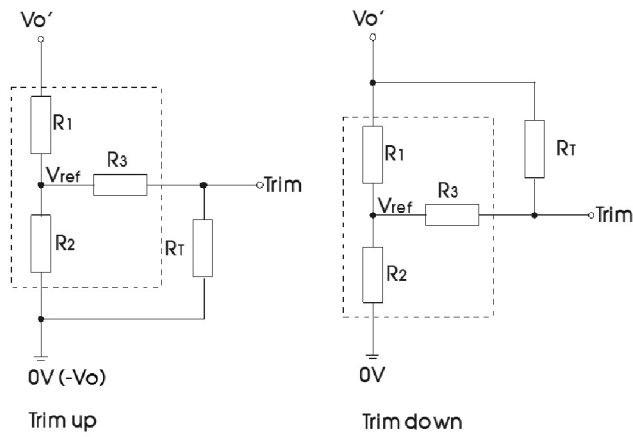 Vo′
R1
Vref
R3
Trim
R2
RT
0V (-Vo)
Trim up
Vo′
R1
RT
Vref
R3
Trim
R2
0V
Trim down